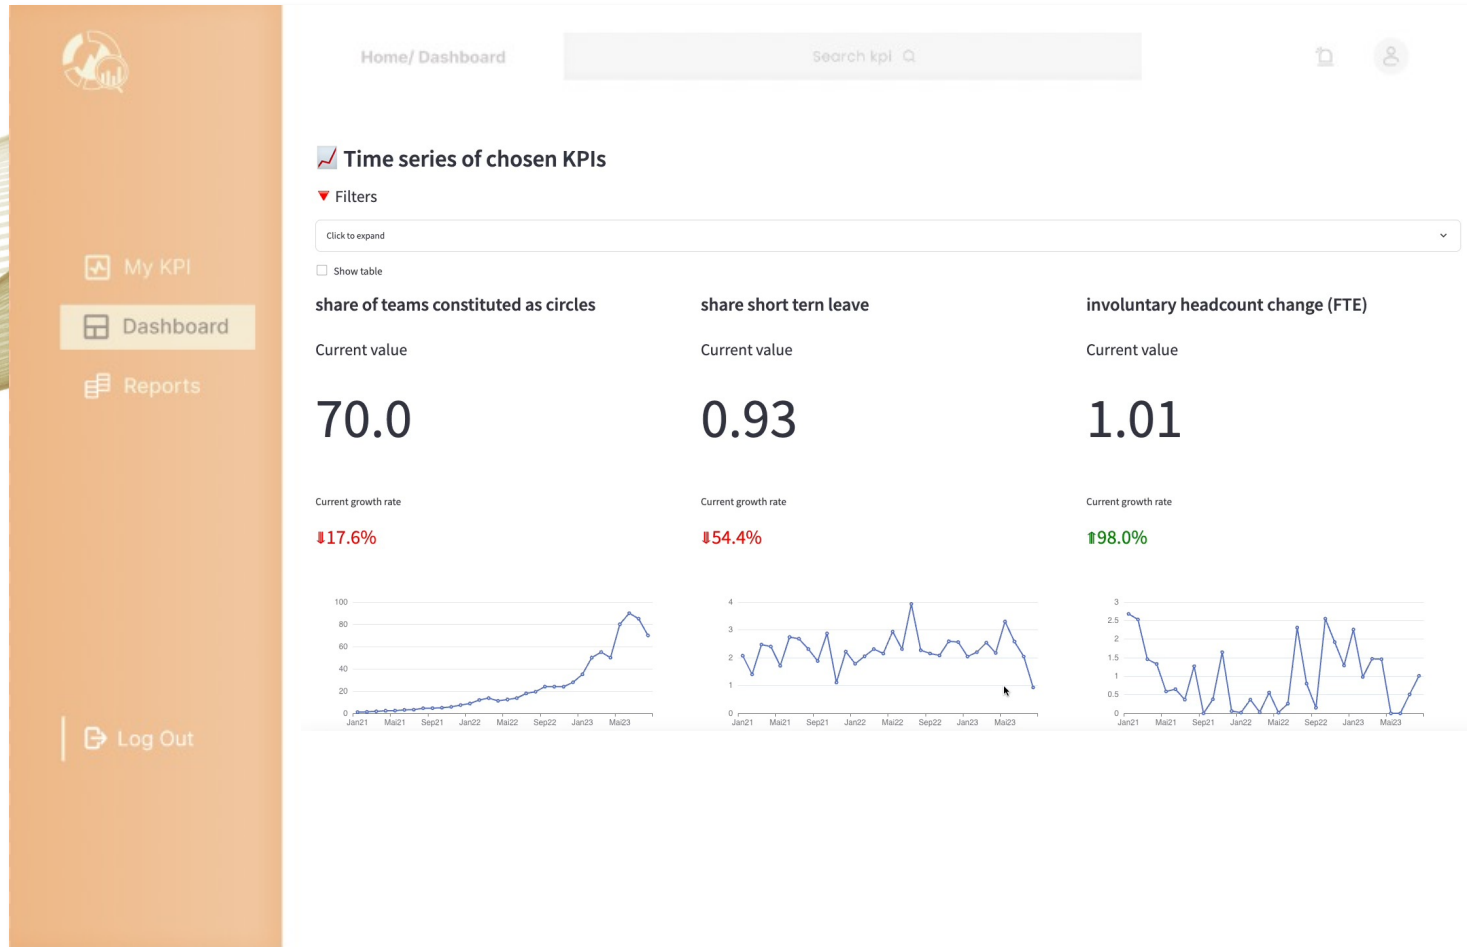 Home/ Dashboard
Search kpi
My KPI
Dashboard
Reports
Log Out
Time series of chosen KPIs
Filters
Click to expand
Show table
share of teams constituted as circles
Current value
70.0
Current growth rate
⇓17.6%
100
80
60
40
20
0
Jan21 Mai21 Sep21 Jan22 Mai22 Sep22 Jan23 Mai23
share short tern leave
Current value
0.93
Current growth rate
⇓54.4%
4
3
2
1
0
Jan21 Mai21 Sep21 Jan22 Mai22 Sep22 Jan23 Mai23
involuntary headcount change (FTE)
Current value
1.01
Current growth rate
⇑98.0%
3
2.5
2
1.5
1
0.5
0
Jan21 Mai21 Sep21 Jan22 Mai22 Sep22 Jan23 Mai23